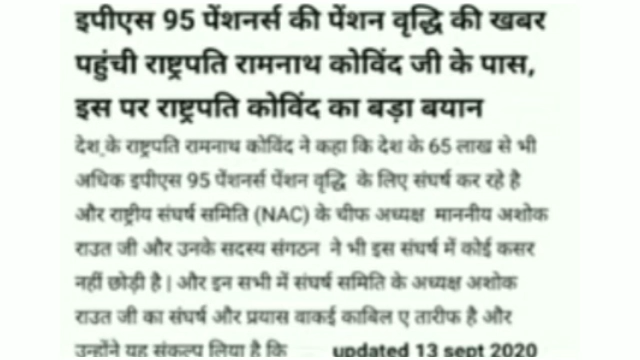 इपीएस 95 पेंशनर्स की पेंशन वृद्धि की खबर
पहुंची राष्ट्रपति रामनाथ कोविंद जी के पास,
इस पर राष्ट्रपति कोविंद का बड़ा बयान
देश के राष्ट्रपति रामनाथ कोविंद ने कहा कि देश के 65 लाख से भी
अधिक इपीएस 95 पेंशनर्स पेंशन वृद्धि के लिए संघर्ष कर रहे है
और राष्ट्रीय संघर्ष समिति (NAC) के चीफ अध्यक्ष माननीय अशोक
राउत जी और उनके सदस्य संगठन ने भी इस संघर्ष में कोई कसर
नहीं छोड़ी है | और इन सभी में संघर्ष समिति के अध्यक्ष अशोक
राउत जी का संघर्ष और प्रयास वाकई काबिल ए तारीफ है और
उन्होंने यह संकल्प लिया है कि updated 13 sept 2020